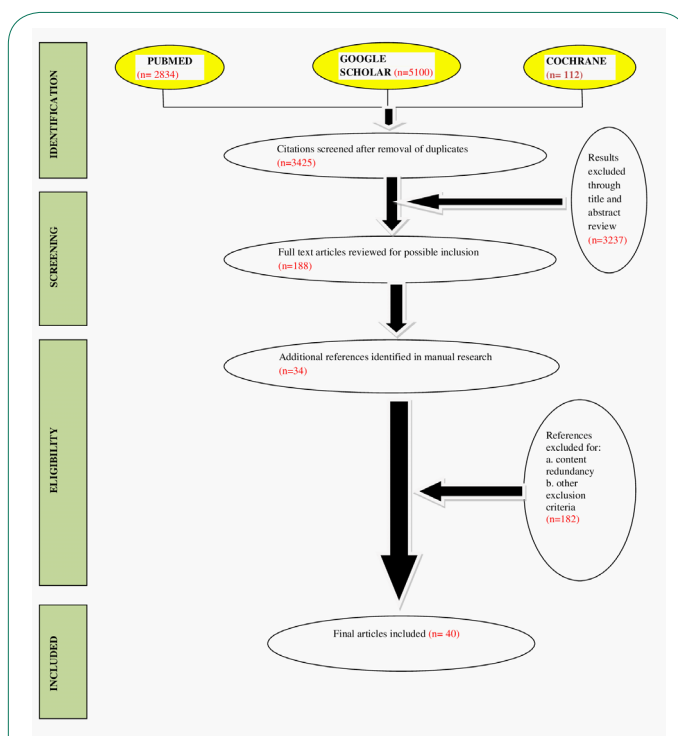 IDENTIFICATION
PUBMED
(n= 2834)
GOOGLE
SCHOLAR (n=5100)
COCHRANE
(n= 112)
Citations screened after removal of duplicates
(n=3425)
Results
excluded
through
title and
abstract
review
(n=3237)
SCREENING
Full text articles reviewed for possible inclusion
(n=188)
ELIGIBILITY
Additional references identified in manual research
(n=34)
References
excluded for:
a. content
redundancy
b. other
exclusion
criteria
(n=182)
INCLUDED
Final articles included (n= 40)